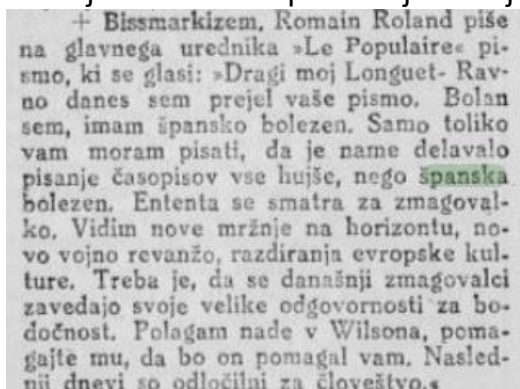 + Bissmarkizem. Romain Roland piše
na glavnega urednika »Le Populaire« pi-
smo, ki se glasi: »Dragi moj Longuet- Rav-
no danes sem prejel vaše pismo. Bolan
sem, imam špansko bolezen. Samo toliko
vam moram pisati, da je name delavalo
pisanje časopisov vse hujše, nego španska
bolezen. Ententa se smatra za zmagoval-
ko. Vidim nove mržnje na horizontu, no-
vo vojno revanžo, razdiranja evropske kul-
ture. Treba je, da se današnji zmagovalci
zavedajo svoje velike odgovornosti za bo-
dočnost. Polagam nade v Wilsona, poma-
gajte mu, da bo on pomagal vam. Nasled-
nji dnevi so odločilni za človeštvo.«